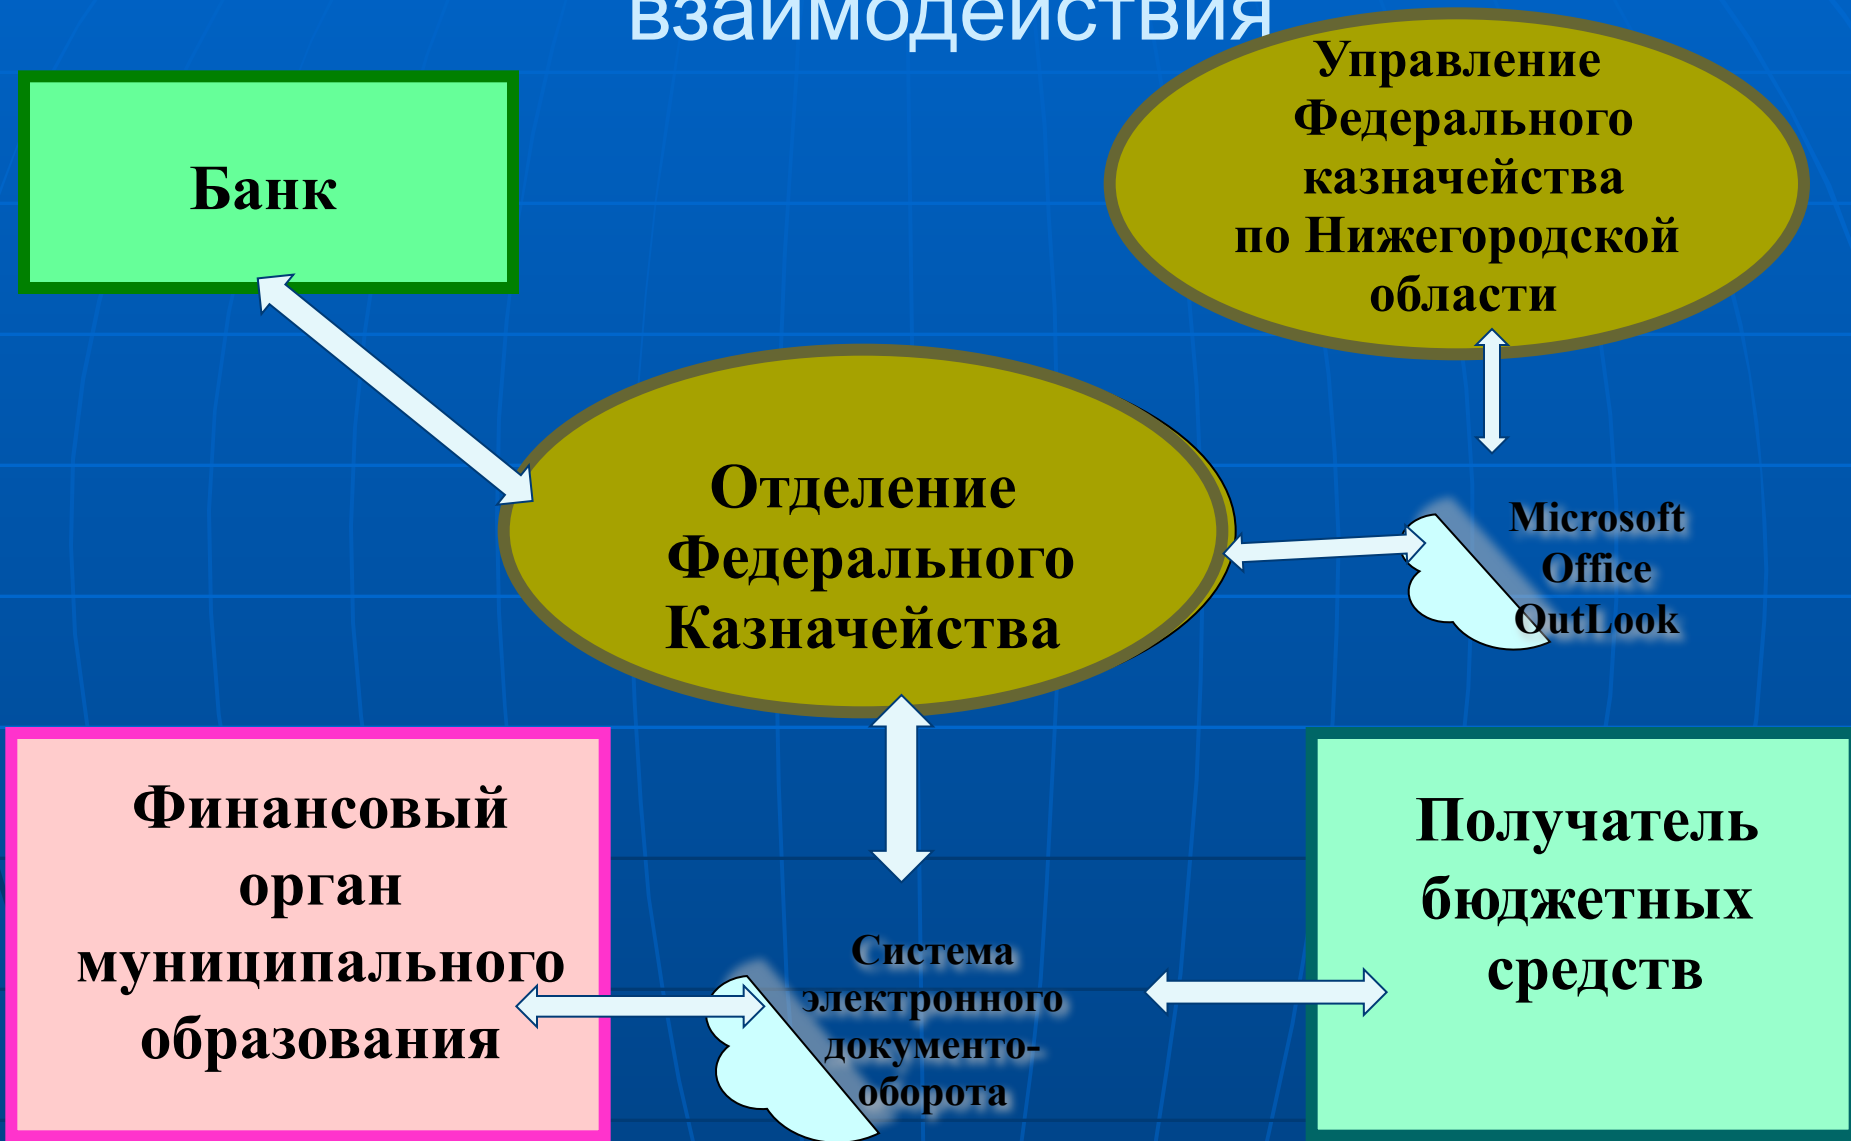 взаимодействия
Управление
Федерального
казначейства
по Нижегородской
области
Банк
Отделение
Федерального
Казначейства
Microsoft
Office
OutLook
Финансовый
орган
муниципального
образования
Система
электронного
документо-
оборота
Получатель
бюджетных
средств